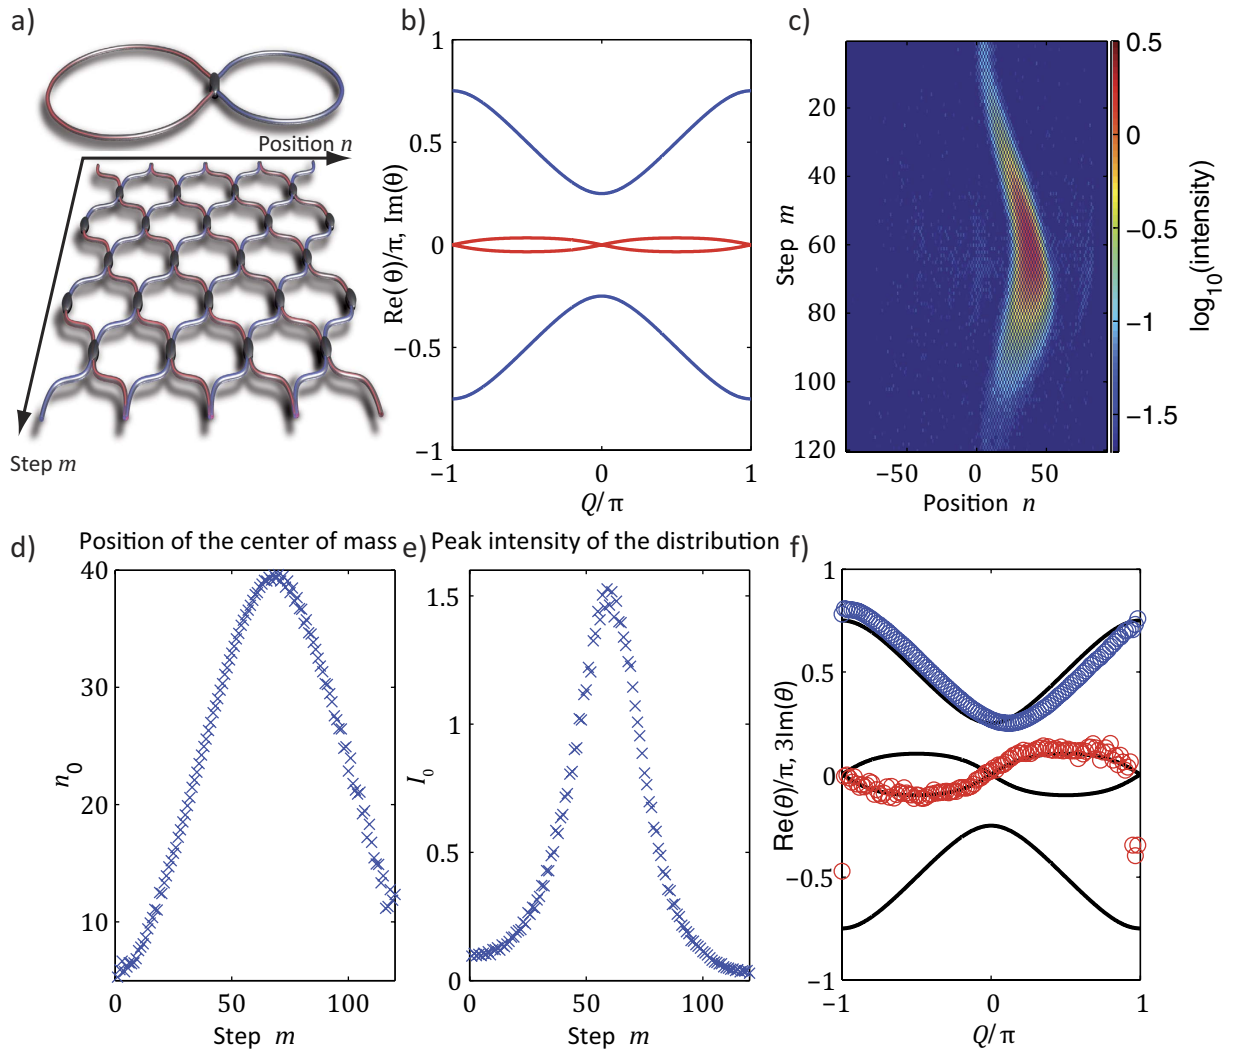 a)
Position n
Step m
b)
Re(θ)/π, Im(θ)
1
0.5
0
−0.5
−1
−1
0
1
Q/π
c)
Step m
20
40
60
80
100
120
−50
0
50
Position n
0.5
0
−0.5
−1
−1.5
log10(intensity)
d)
Position of the center of mass
n0
40
30
20
10
0
50
100
Step m
e)
Peak intensity of the distribution
I0
1.5
1
0.5
0
0
50
100
Step m
f)
Re(θ)/π, 3Im(θ)
1
0.5
0
−0.5
−1
-1
0
1
Q/π